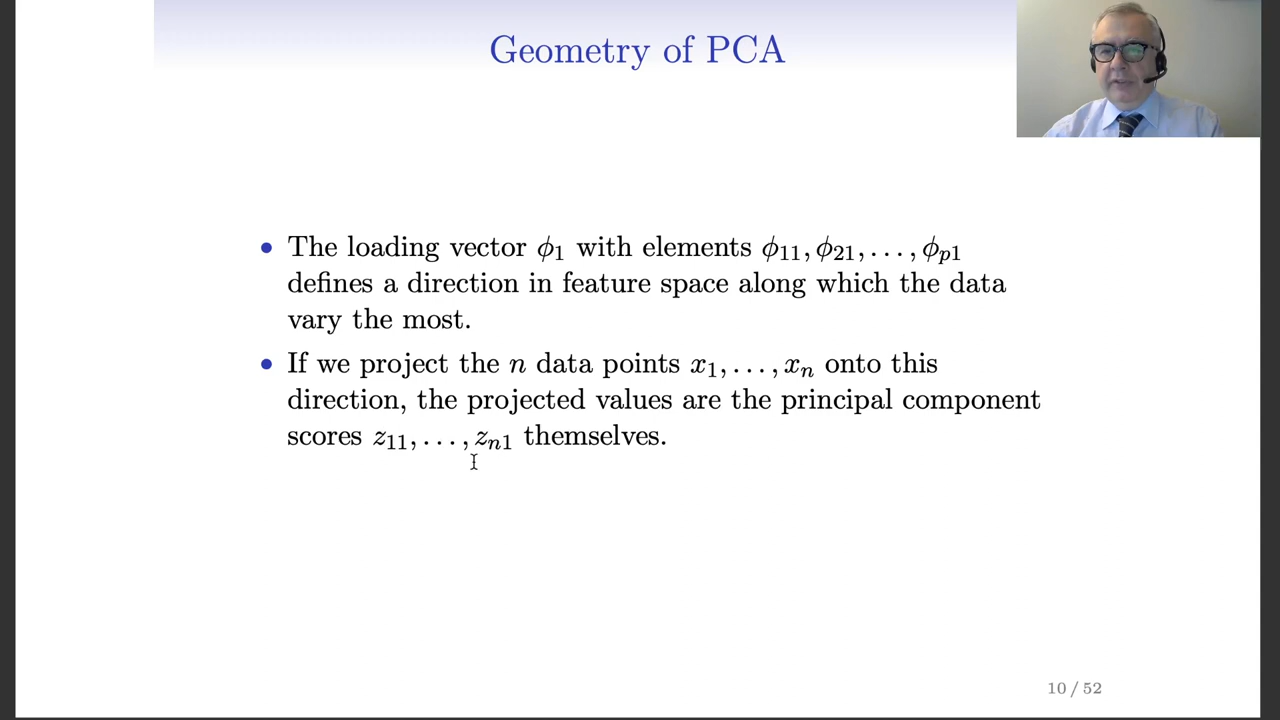 Geometry of PCA
• The loading vector ϕ₁ with elements ϕ₁₁, ϕ₂₁, . . . , ϕₚ₁
defines a direction in feature space along which the data
vary the most.
• If we project the n data points x₁, . . . , xₙ onto this
direction, the projected values are the principal component
scores z₁₁, . . . , zₙ₁ themselves.
10 / 52